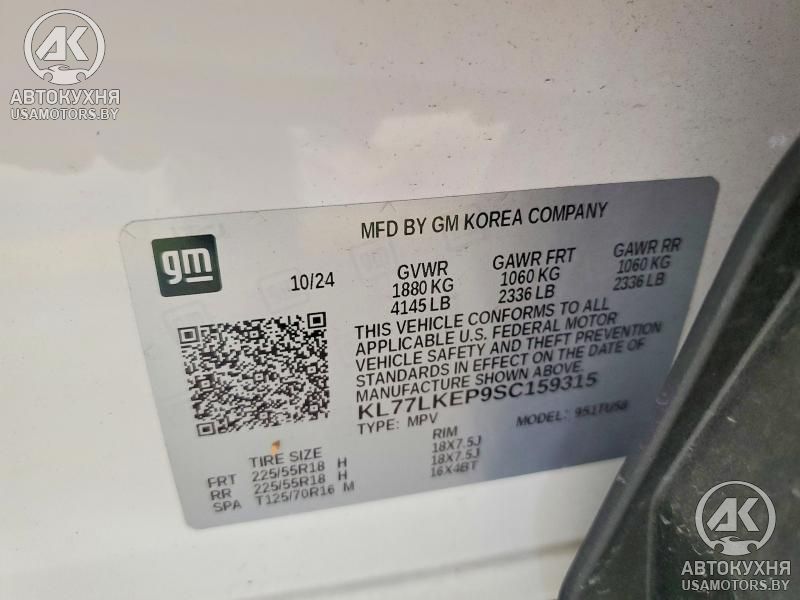 AK
АВТОКУХНЯ
USAMOTORS.BY
gm
MFD BY GM KOREA COMPANY
10/24
GVWR
1880 KG
4145 LB
GAWR FRT
1060 KG
2336 LB
GAWR RR
1060 KG
2336 LB
THIS VEHICLE CONFORMS TO ALL
APPLICABLE U.S. FEDERAL MOTOR
VEHICLE SAFETY AND THEFT PREVENTION
STANDARDS IN EFFECT ON THE DATE OF
MANUFACTURE SHOWN ABOVE.
KL77LKEP9SC159315
TYPE: MPV
MODEL: 951TU58
TIRE SIZE
RIM
FRT 225/55R18 H 18X7.5J
RR 225/55R18 H 18X7.5J
SPA T125/70R16 M 16X4BT
AK
АВТОКУХНЯ
USAMOTORS.BY